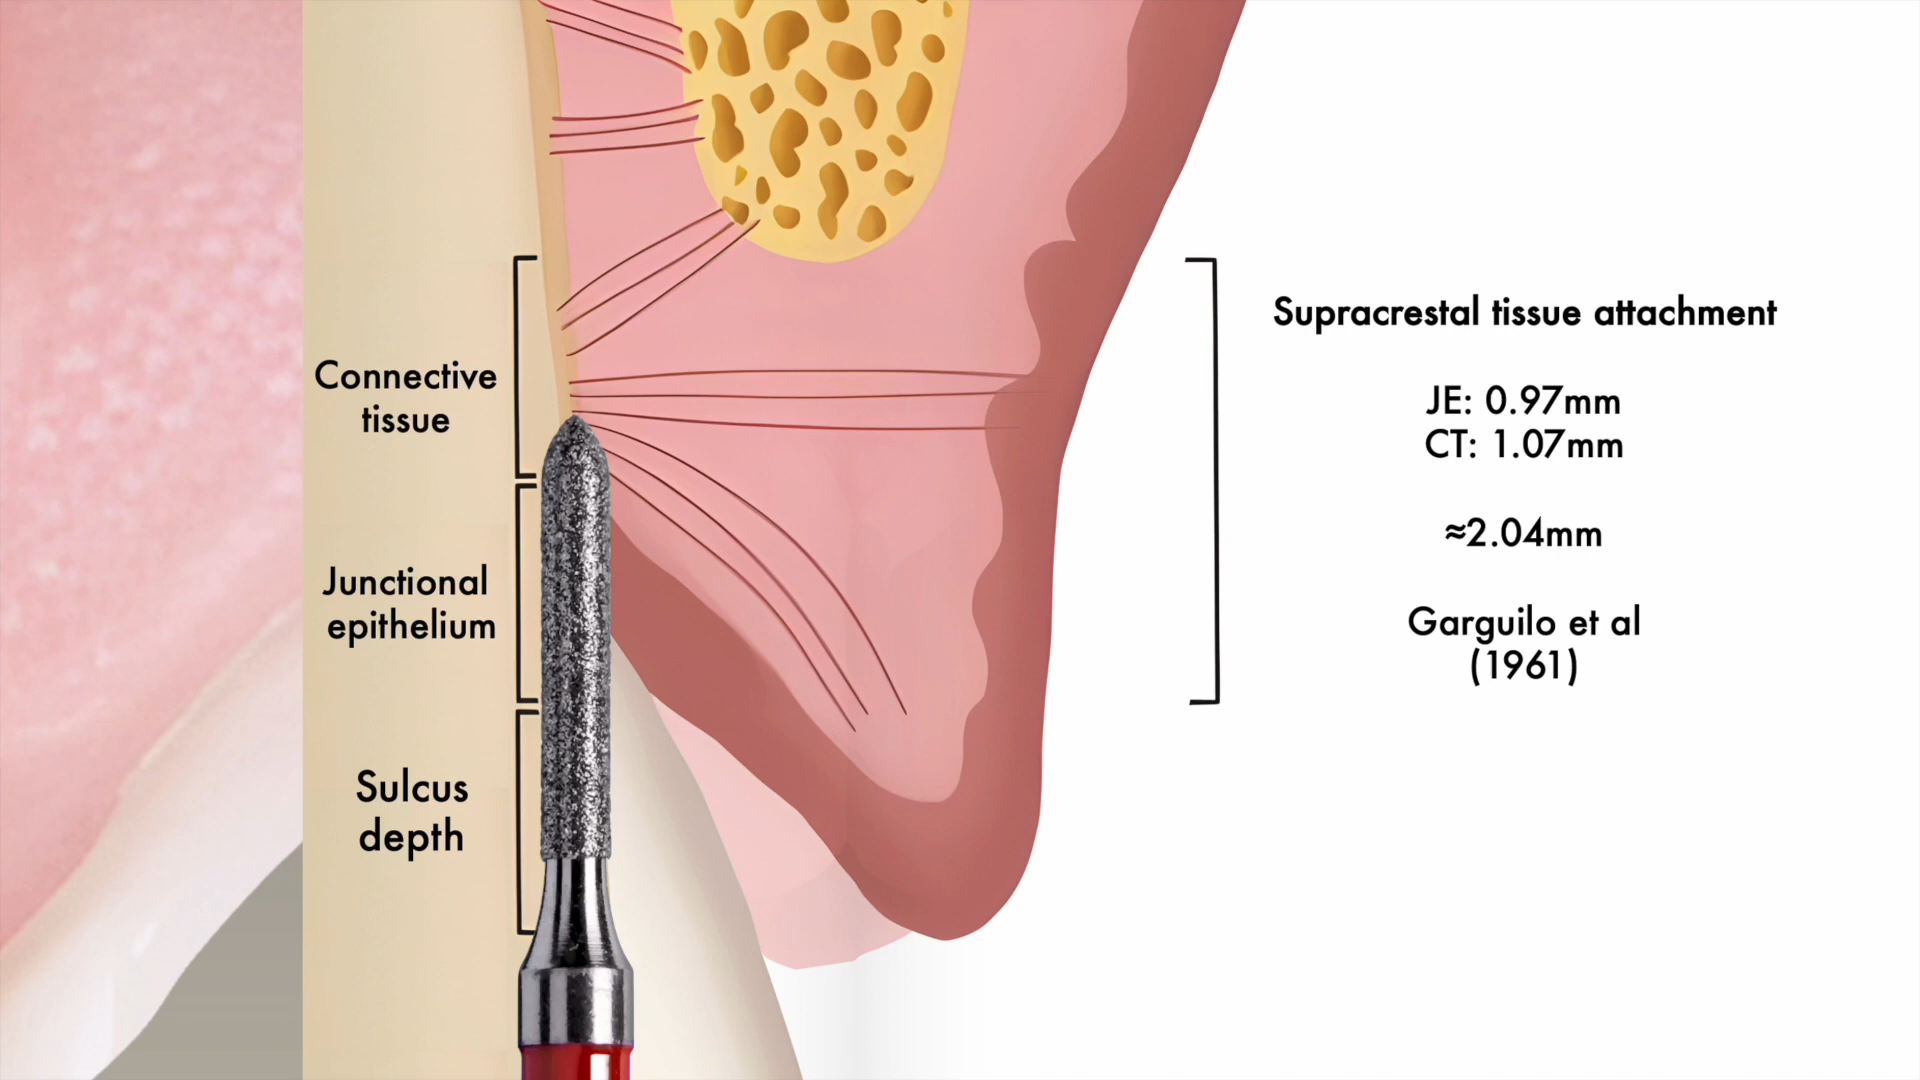 Connective
tissue
Junctional
epithelium
Sulcus
depth
Supracrestal tissue attachment
JE: 0.97mm
CT: 1.07mm
≈2.04mm
Garguilo et al
(1961)